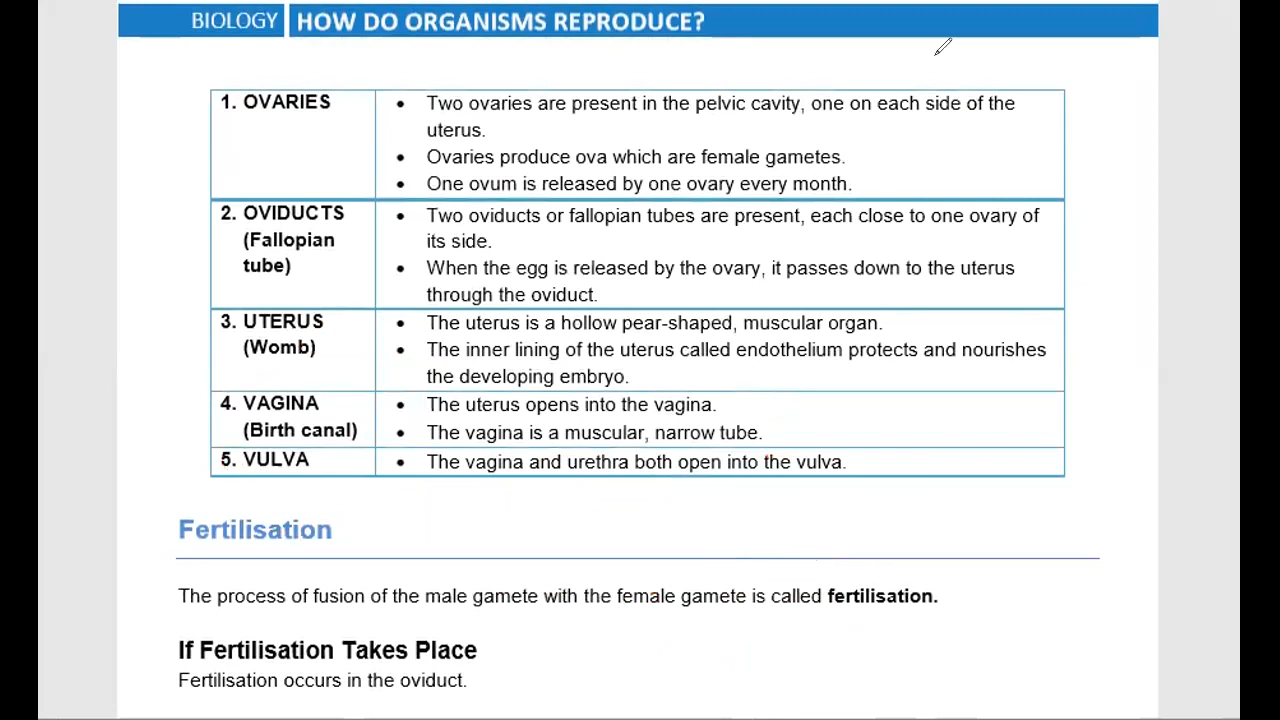 BIOLOGY HOW DO ORGANISMS REPRODUCE?
1. OVARIES
• Two ovaries are present in the pelvic cavity, one on each side of the
uterus.
• Ovaries produce ova which are female gametes.
• One ovum is released by one ovary every month.
2. OVIDUCTS
(Fallopian
tube)
• Two oviducts or fallopian tubes are present, each close to one ovary of
its side.
• When the egg is released by the ovary, it passes down to the uterus
through the oviduct.
3. UTERUS
(Womb)
• The uterus is a hollow pear-shaped, muscular organ.
• The inner lining of the uterus called endothelium protects and nourishes
the developing embryo.
4. VAGINA
(Birth canal)
• The uterus opens into the vagina.
• The vagina is a muscular, narrow tube.
5. VULVA
• The vagina and urethra both open into the vulva.
Fertilisation
The process of fusion of the male gamete with the female gamete is called fertilisation.
If Fertilisation Takes Place
Fertilisation occurs in the oviduct.